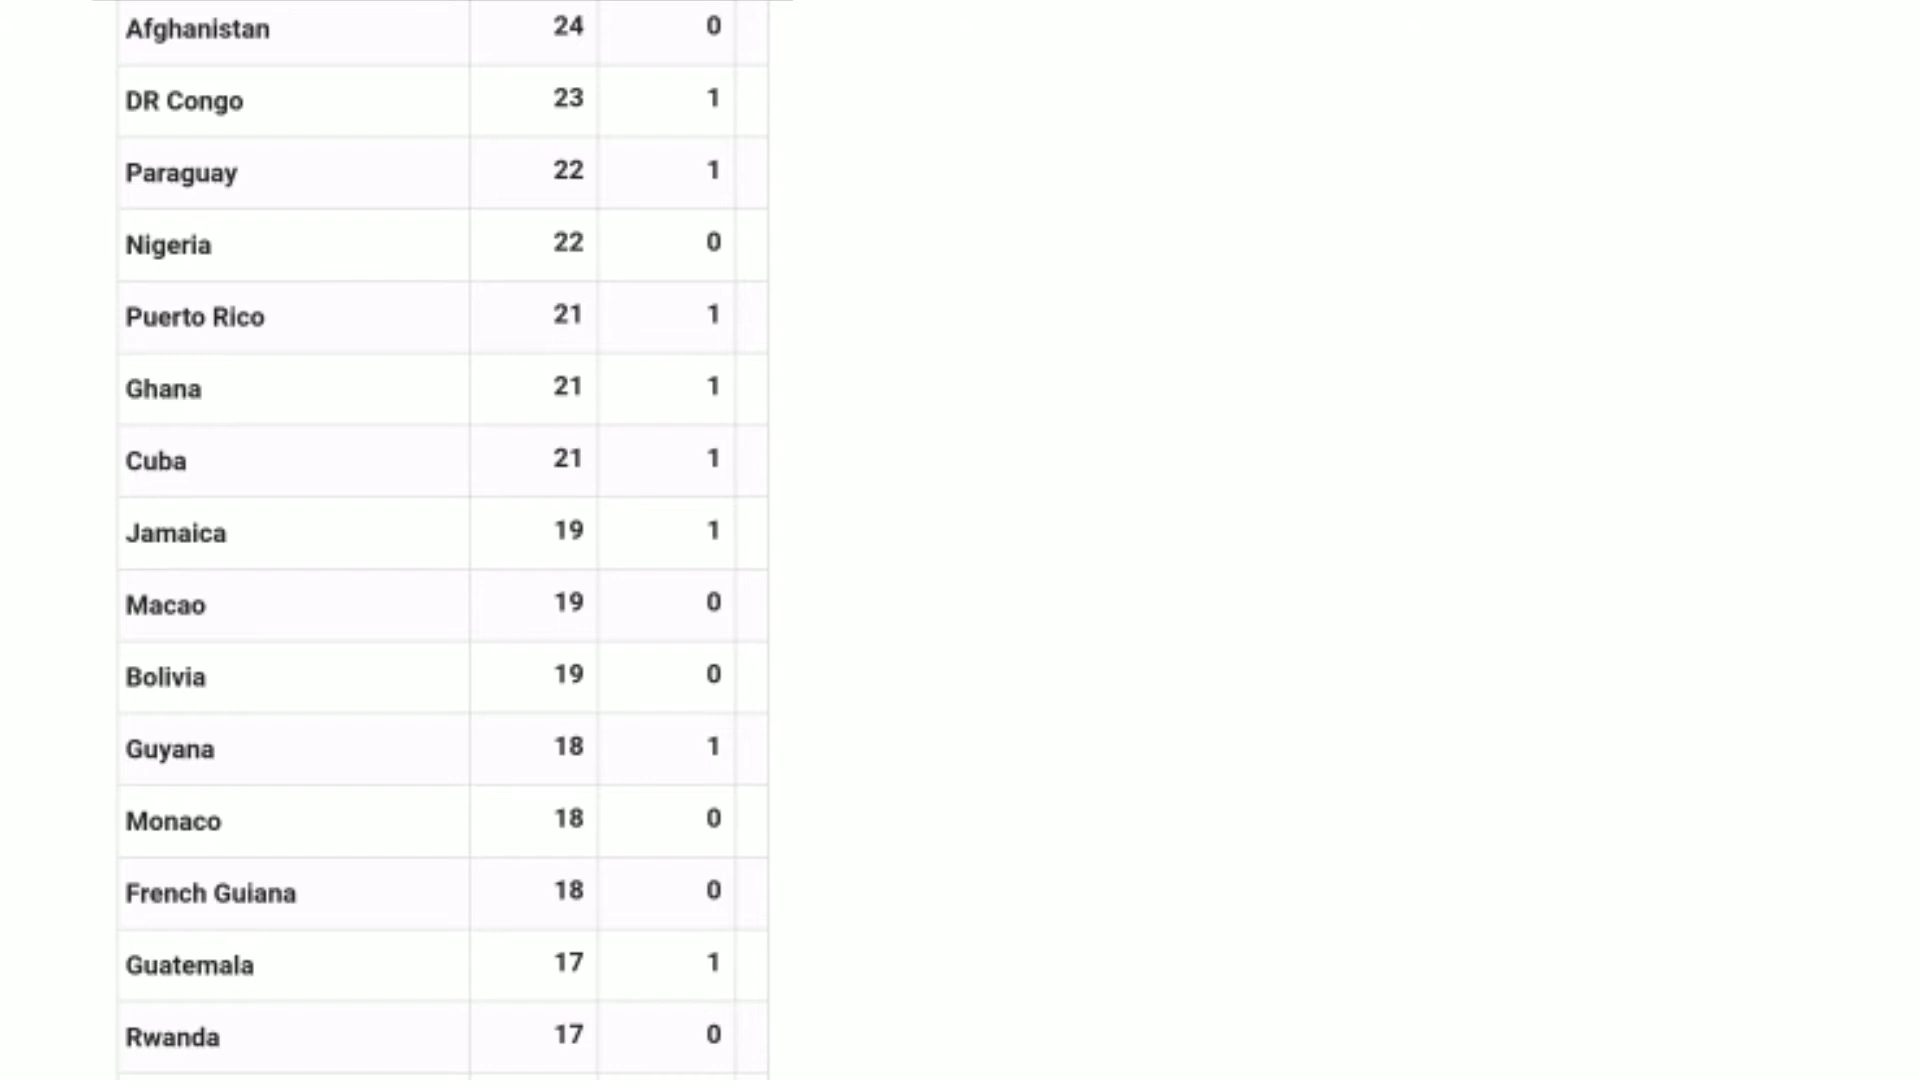 Afghanistan 24 0
DR Congo 23 1
Paraguay 22 1
Nigeria 22 0
Puerto Rico 21 1
Ghana 21 1
Cuba 21 1
Jamaica 19 1
Macao 19 0
Bolivia 19 0
Guyana 18 1
Monaco 18 0
French Guiana 18 0
Guatemala 17 1
Rwanda 17 0